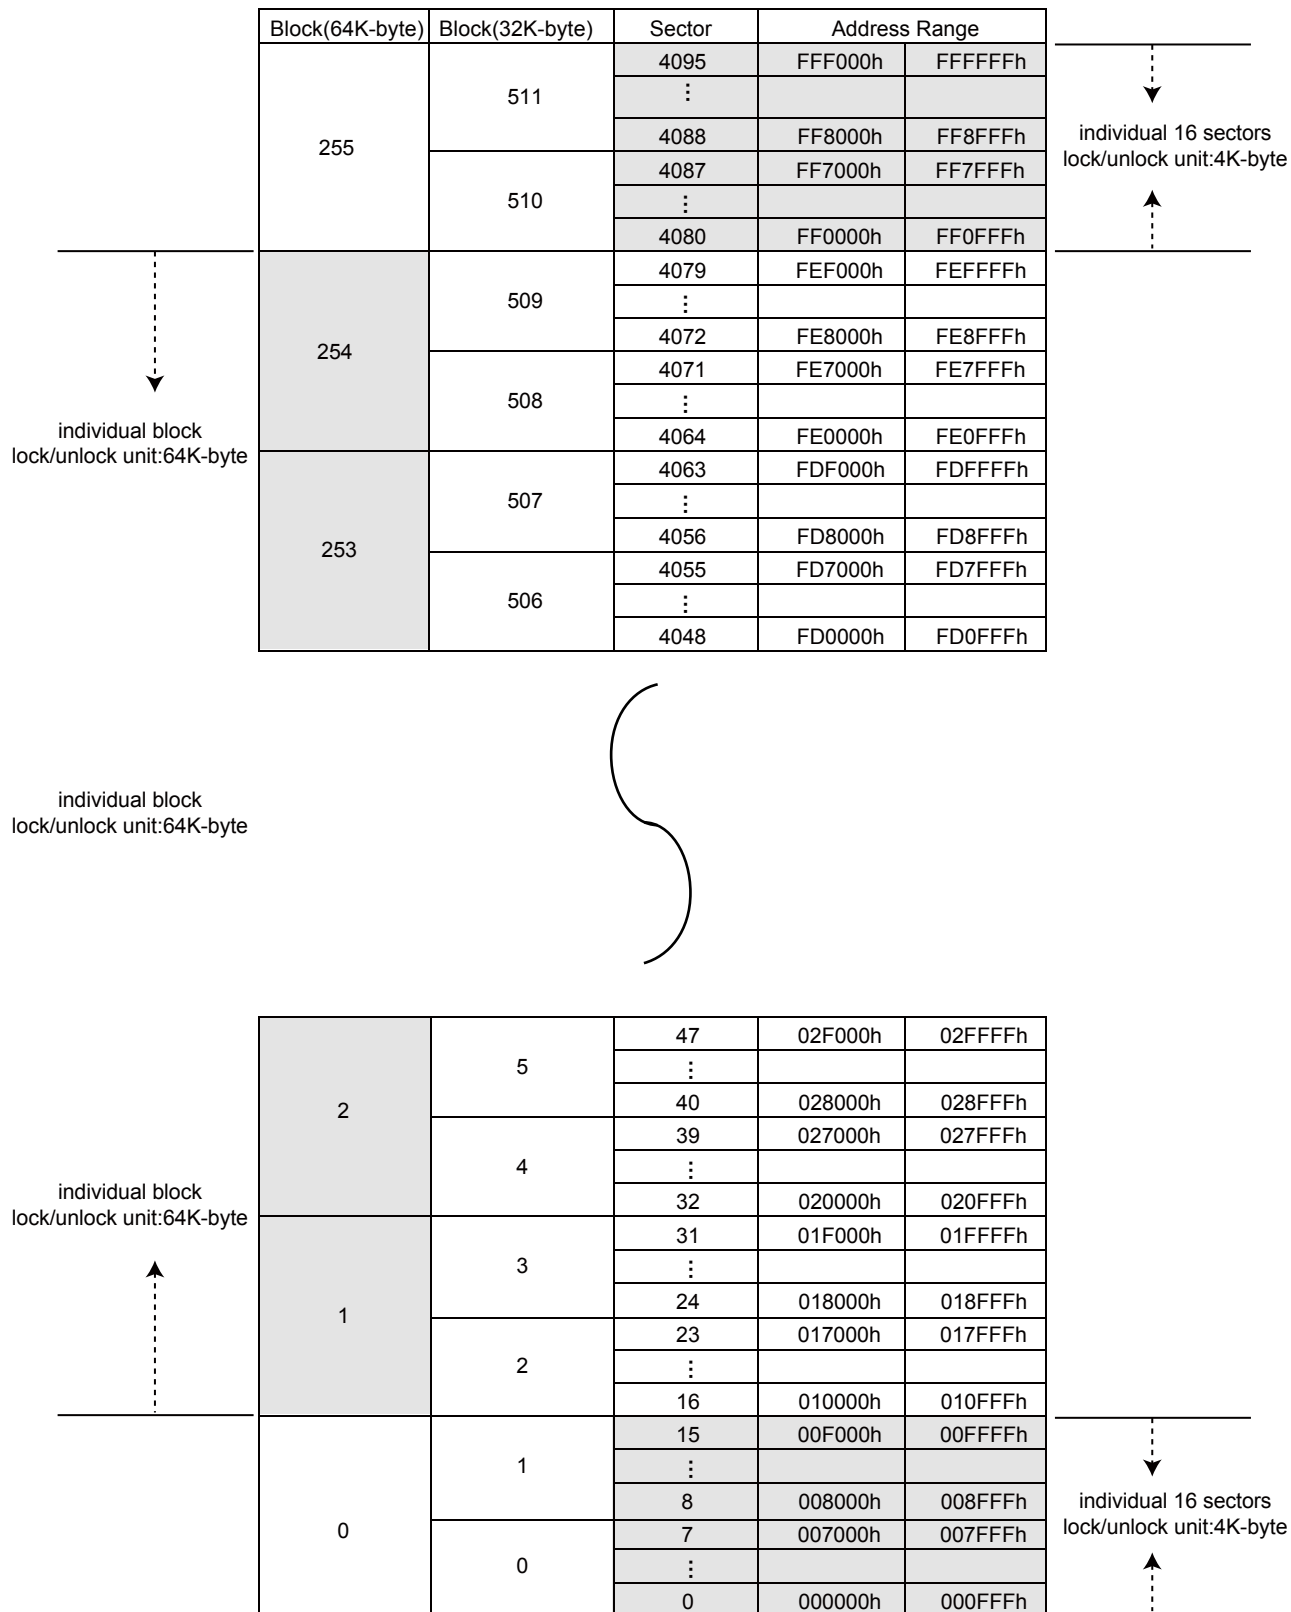 Block(64K-byte) Block(32K-byte) Sector Address Range
4095 FFF000h FFFFFFh
511 ⋮
individual 16 sectors
lock/unlock unit:4K-byte
255
4088 FF8000h FF8FFFh
4087 FF7000h FF7FFFh
510 ⋮
4080 FF0000h FF0FFFh
4079 FEF000h FEFFFFh
509 ⋮
4072 FE8000h FE8FFFh
254
4071 FE7000h FE7FFFh
508 ⋮
individual block
lock/unlock unit:64K-byte
4064 FE0000h FE0FFFh
4063 FDF000h FDFFFFh
507 ⋮
4056 FD8000h FD8FFFh
253
4055 FD7000h FD7FFFh
506 ⋮
4048 FD0000h FD0FFFh
individual block
lock/unlock unit:64K-byte
47 02F000h 02FFFFh
5 ⋮
40 028000h 028FFFh
2
39 027000h 027FFFh
4 ⋮
individual block
lock/unlock unit:64K-byte
32 020000h 020FFFh
31 01F000h 01FFFFh
3 ⋮
24 018000h 018FFFh
1
23 017000h 017FFFh
2 ⋮
16 010000h 010FFFh
15 00F000h 00FFFFh
1 ⋮
8 008000h 008FFFh
individual 16 sectors
lock/unlock unit:4K-byte
0
7 007000h 007FFFh
0 ⋮
0 000000h 000FFFh